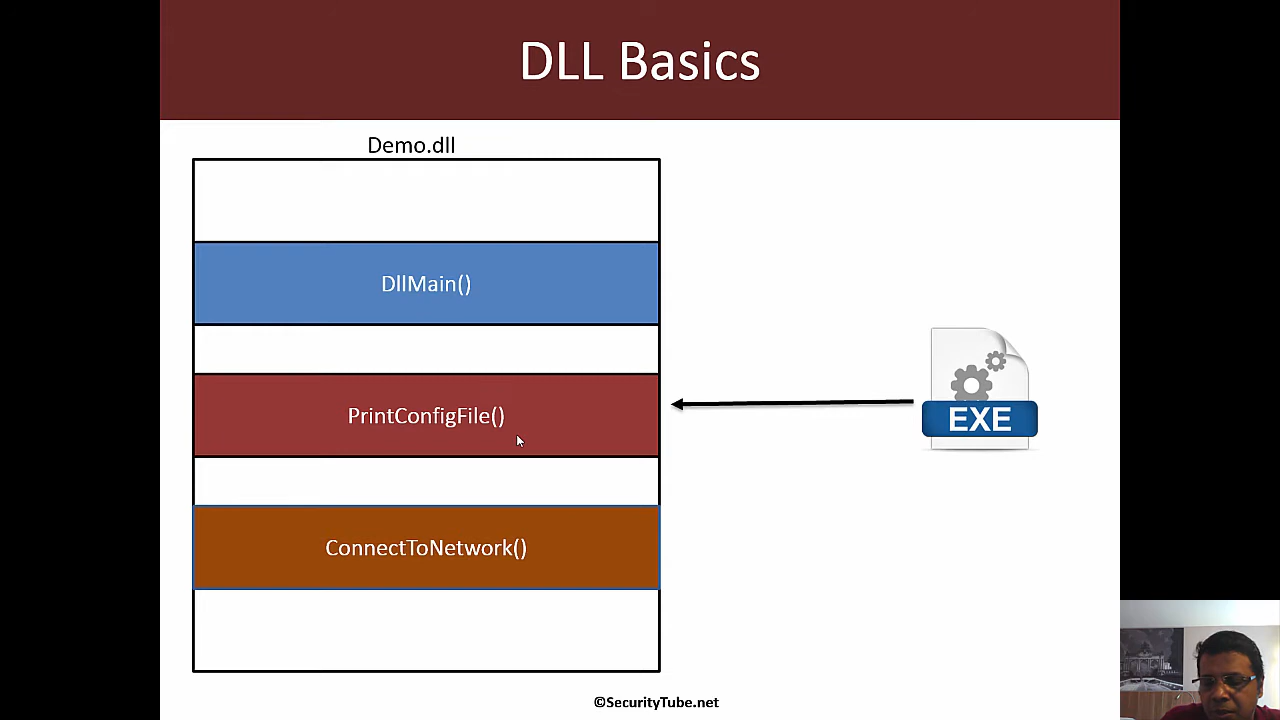 DLL Basics
Demo.dll
DllMain()
PrintConfigFile()
EXE
ConnectToNetwork()
©SecurityTube.net